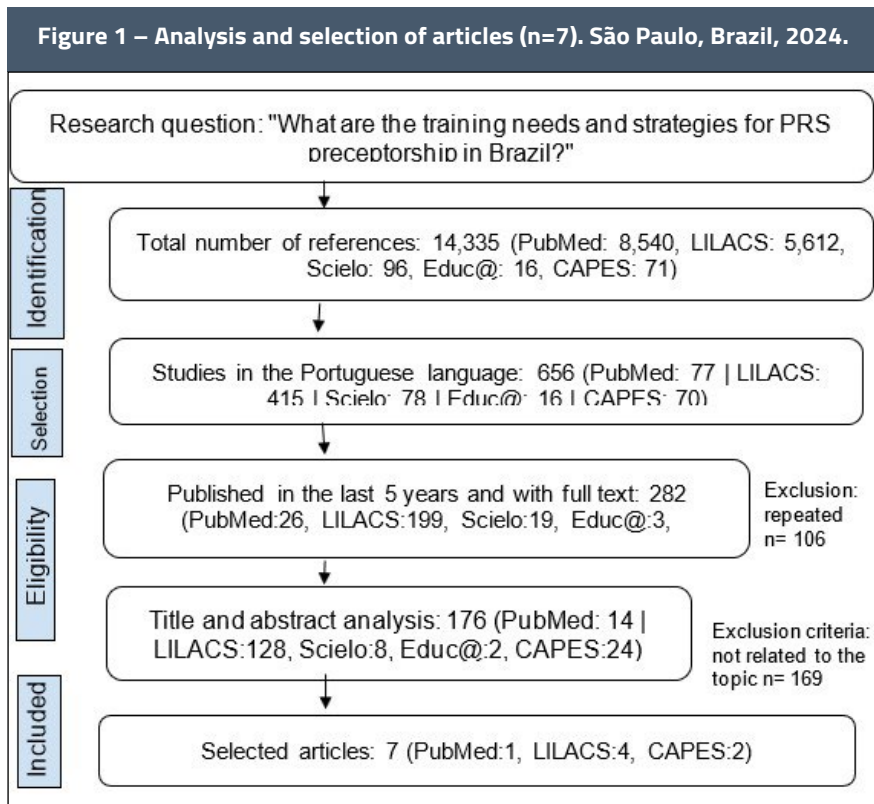 Figure 1 – Analysis and selection of articles (n=7). São Paulo, Brazil, 2024.
Research question: "What are the training needs and strategies for PRS
preceptorship in Brazil?"
Identification
Total number of references: 14,335 (PubMed: 8,540, LILACS: 5,612,
Scielo: 96, Educ@: 16, CAPES: 71)
Selection
Studies in the Portuguese language: 656 (PubMed: 77 | LILACS:
415 | Scielo: 78 | Educ@: 16 | CAPES: 70)
Eligibility
Published in the last 5 years and with full text: 282
(PubMed:26, LILACS:199, Scielo:19, Educ@:3,
Exclusion:
repeated
n= 106
Title and abstract analysis: 176 (PubMed: 14 |
LILACS:128, Scielo:8, Educ@:2, CAPES:24)
Exclusion criteria:
not related to the
topic n= 169
Included
Selected articles: 7 (PubMed:1, LILACS:4, CAPES:2)